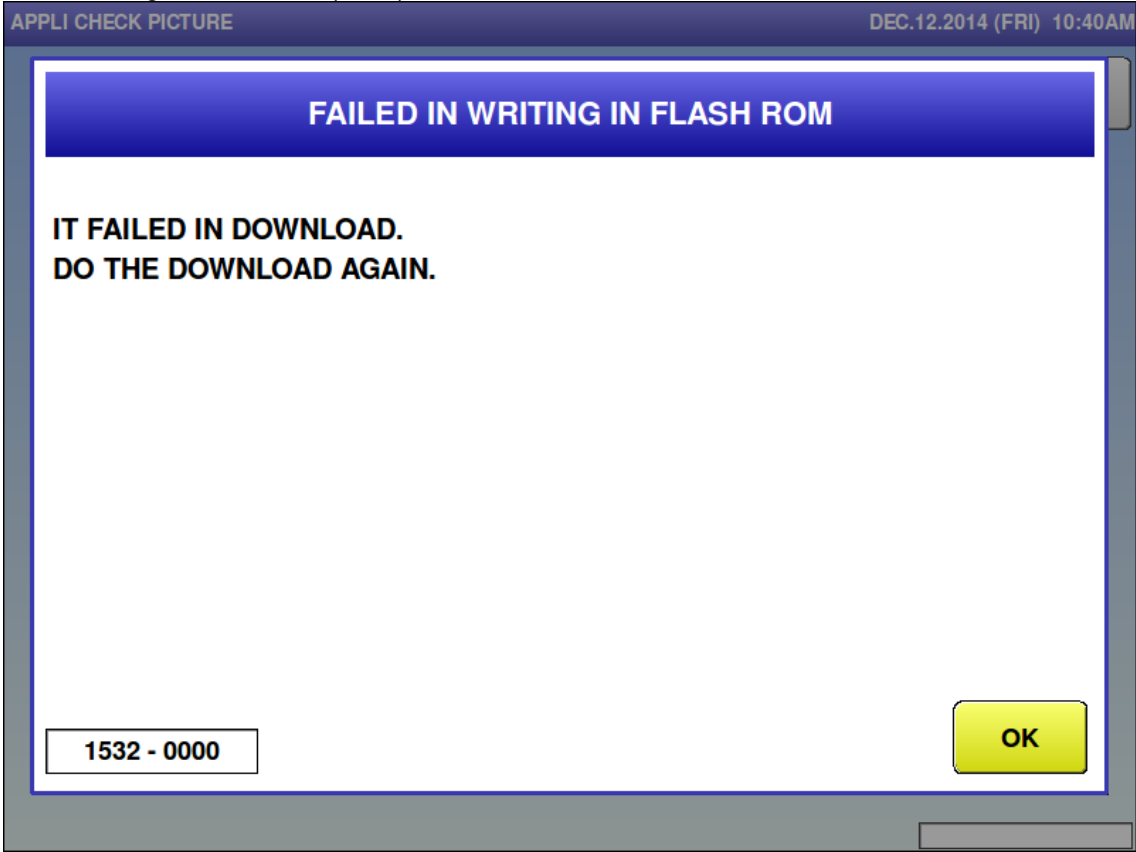 APPLI CHECK PICTURE DEC.12.2014 (FRI) 10:40AM
FAILED IN WRITING IN FLASH ROM
IT FAILED IN DOWNLOAD.
DO THE DOWNLOAD AGAIN.
1532 - 0000
OK